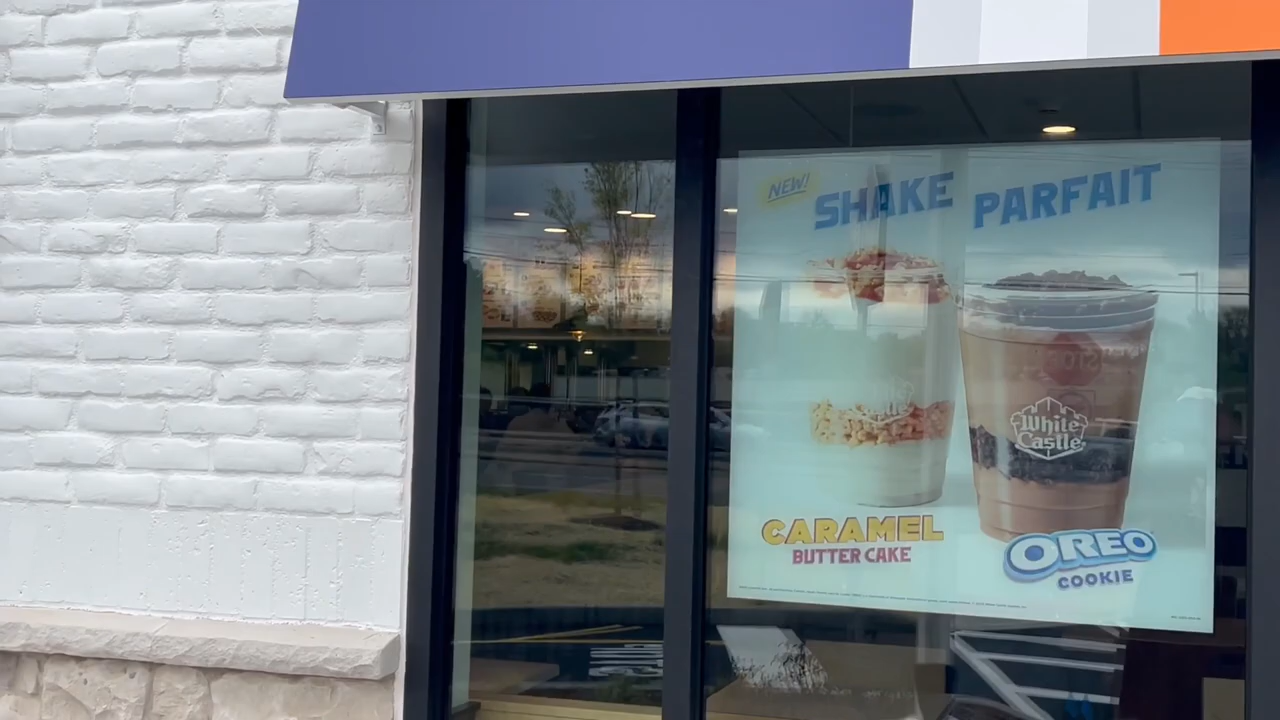 NEW!
SHAKE PARFAIT
White
Castle
CARAMEL
BUTTER CAKE
OREO
COOKIE